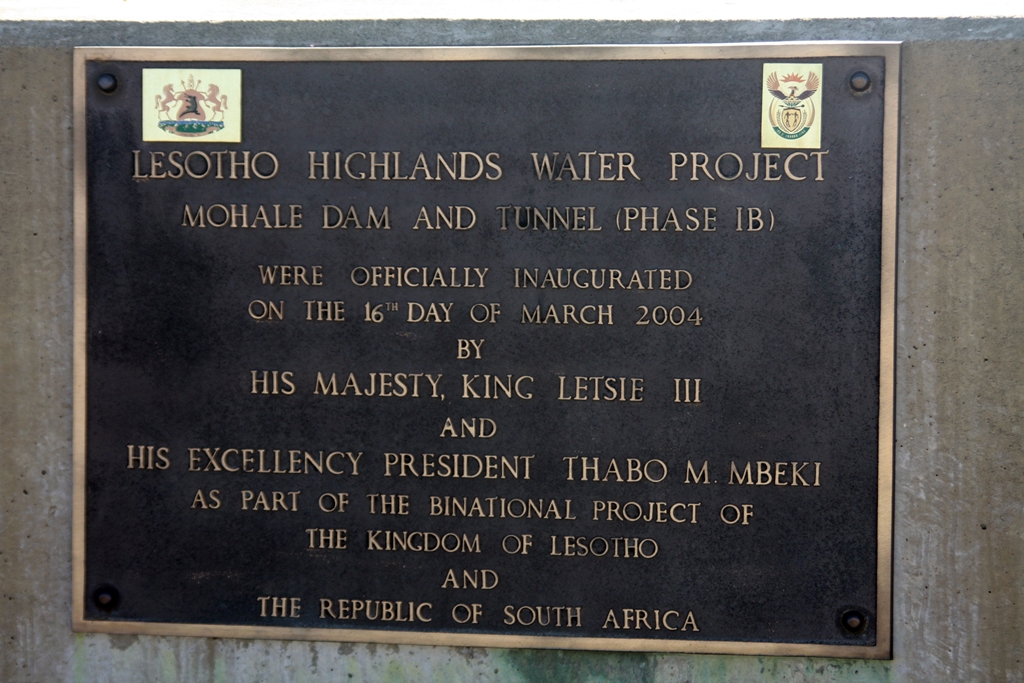 LESOTHO HIGHLANDS WATER PROJECT
MOHALE DAM AND TUNNEL (PHASE IB)
WERE OFFICIALLY INAUGURATED
ON THE 16TH DAY OF MARCH 2004
BY
HIS MAJESTY, KING LETSIE III
AND
HIS EXCELLENCY PRESIDENT THABO M. MBEKI
AS PART OF THE BINATIONAL PROJECT OF
THE KINGDOM OF LESOTHO
AND
THE REPUBLIC OF SOUTH AFRICA